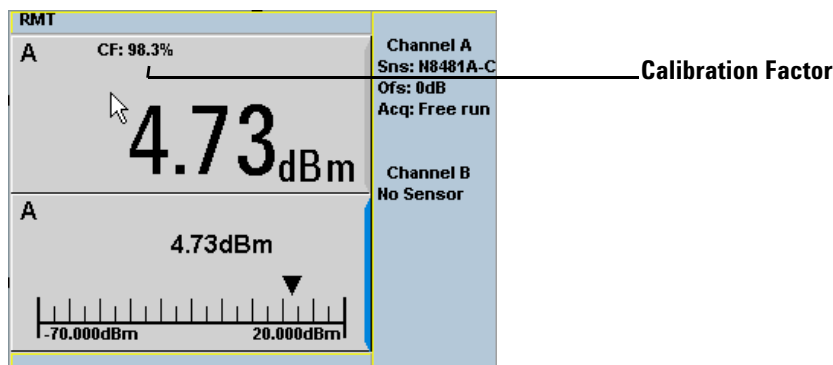 RMT
A
CF: 98.3%
4.73dBm
A
4.73dBm
-70.000dBm
20.000dBm
Channel A
Sns: N8481A-C
Ofs: 0dB
Acq: Free run
Channel B
No Sensor
Calibration Factor